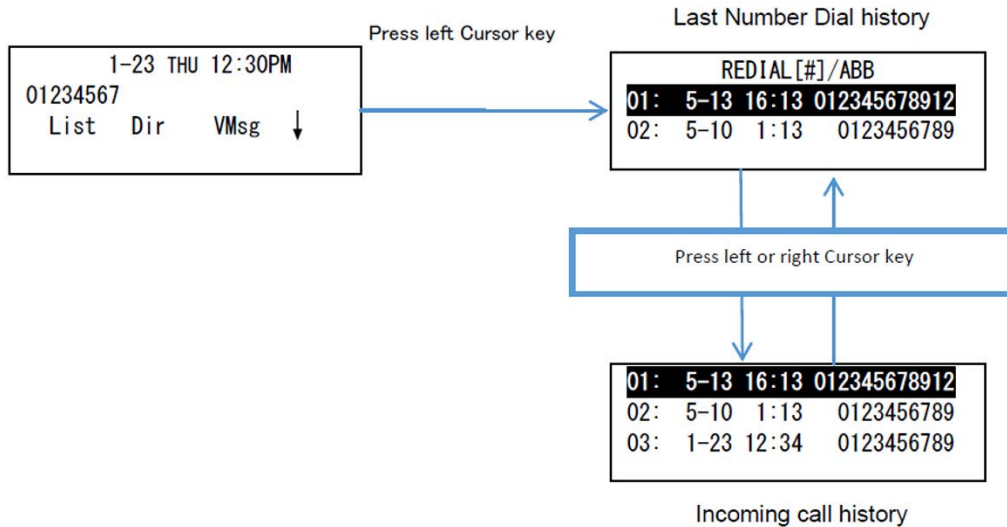 Last Number Dial history
Press left Cursor key
1-23 THU 12:30PM
01234567
List Dir VMsg ↓
REDIAL[#]/ABB
01: 5-13 16:13 012345678912
02: 5-10 1:13 0123456789
Press left or right Cursor key
01: 5-13 16:13 012345678912
02: 5-10 1:13 0123456789
03: 1-23 12:34 0123456789
Incoming call history